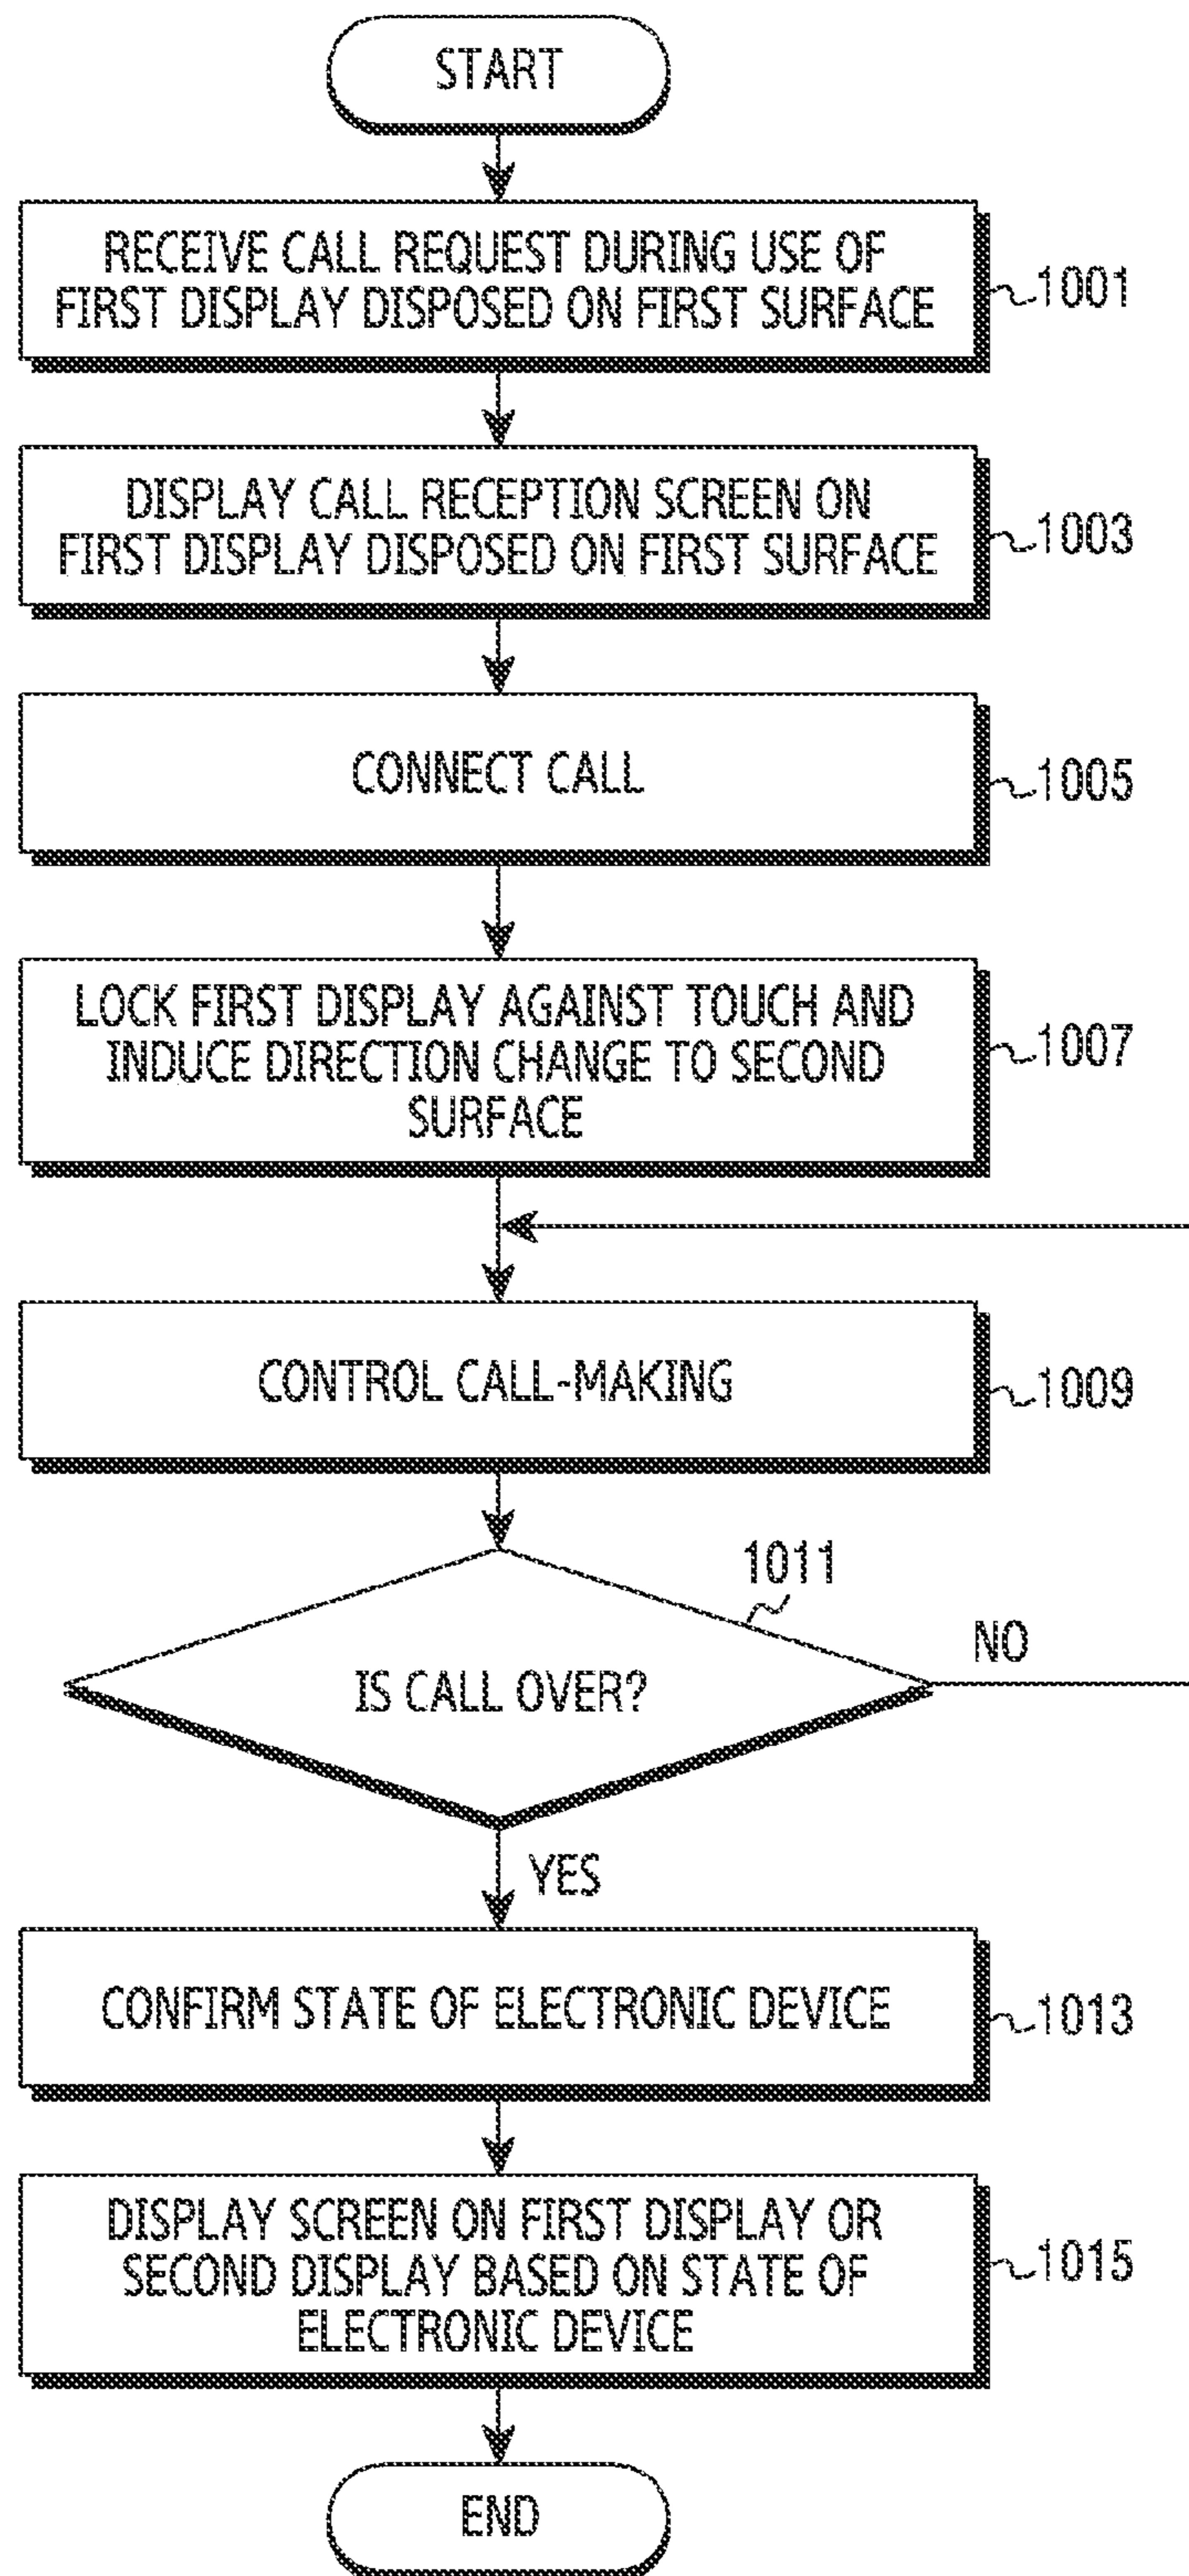 START
RECEIVE CALL REQUEST DURING USE OF
FIRST DISPLAY DISPOSED ON FIRST SURFACE
1001
DISPLAY CALL RECEPTION SCREEN ON
FIRST DISPLAY DISPOSED ON FIRST SURFACE
1003
CONNECT CALL
1005
LOCK FIRST DISPLAY AGAINST TOUCH AND
INDUCE DIRECTION CHANGE TO SECOND
SURFACE
1007
CONTROL CALL-MAKING
1009
1011
IS CALL OVER?
NO
YES
CONFIRM STATE OF ELECTRONIC DEVICE
1013
DISPLAY SCREEN ON FIRST DISPLAY OR
SECOND DISPLAY BASED ON STATE OF
ELECTRONIC DEVICE
1015
END